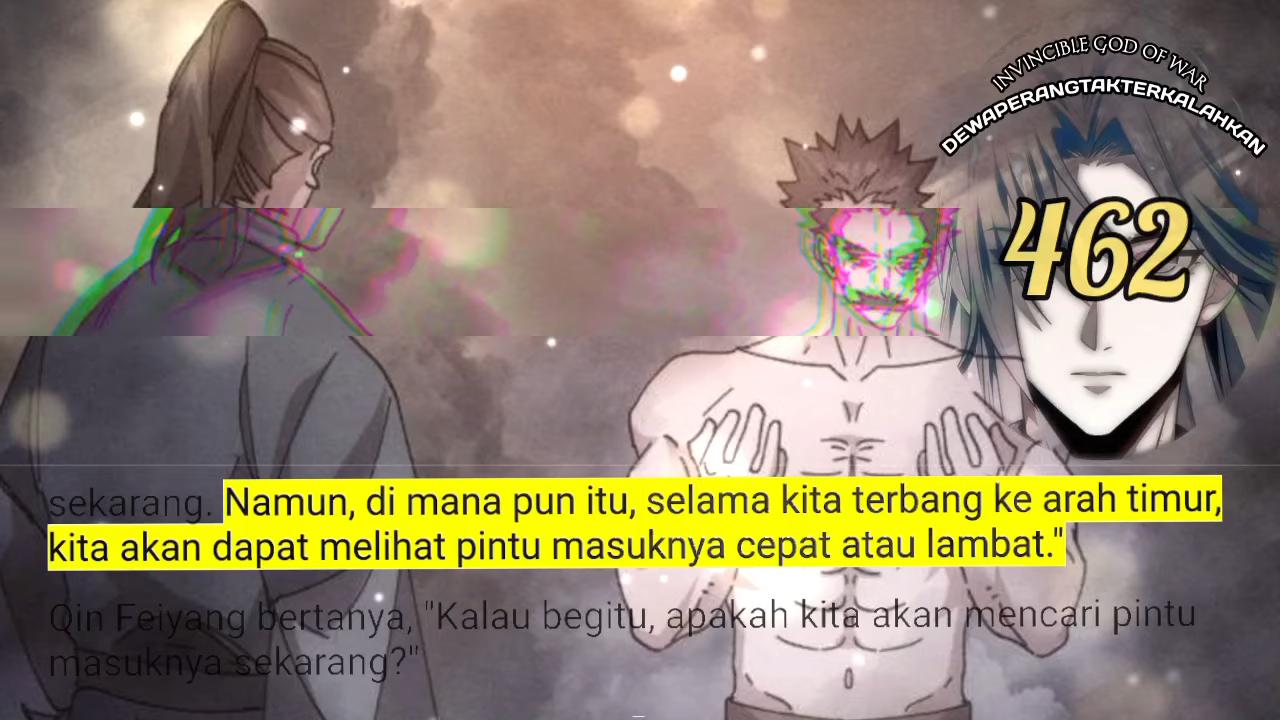 INVINCIBLE GOD OF WAR
DEWAPERANGTAKTERKALAHKAN
462
sekarang. Namun, di mana pun itu, selama kita terbang ke arah timur,
kita akan dapat melihat pintu masuknya cepat atau lambat."
Qin Feiyang bertanya, "Kalau begitu, apakah kita akan mencari pintu
masuknya sekarang?"